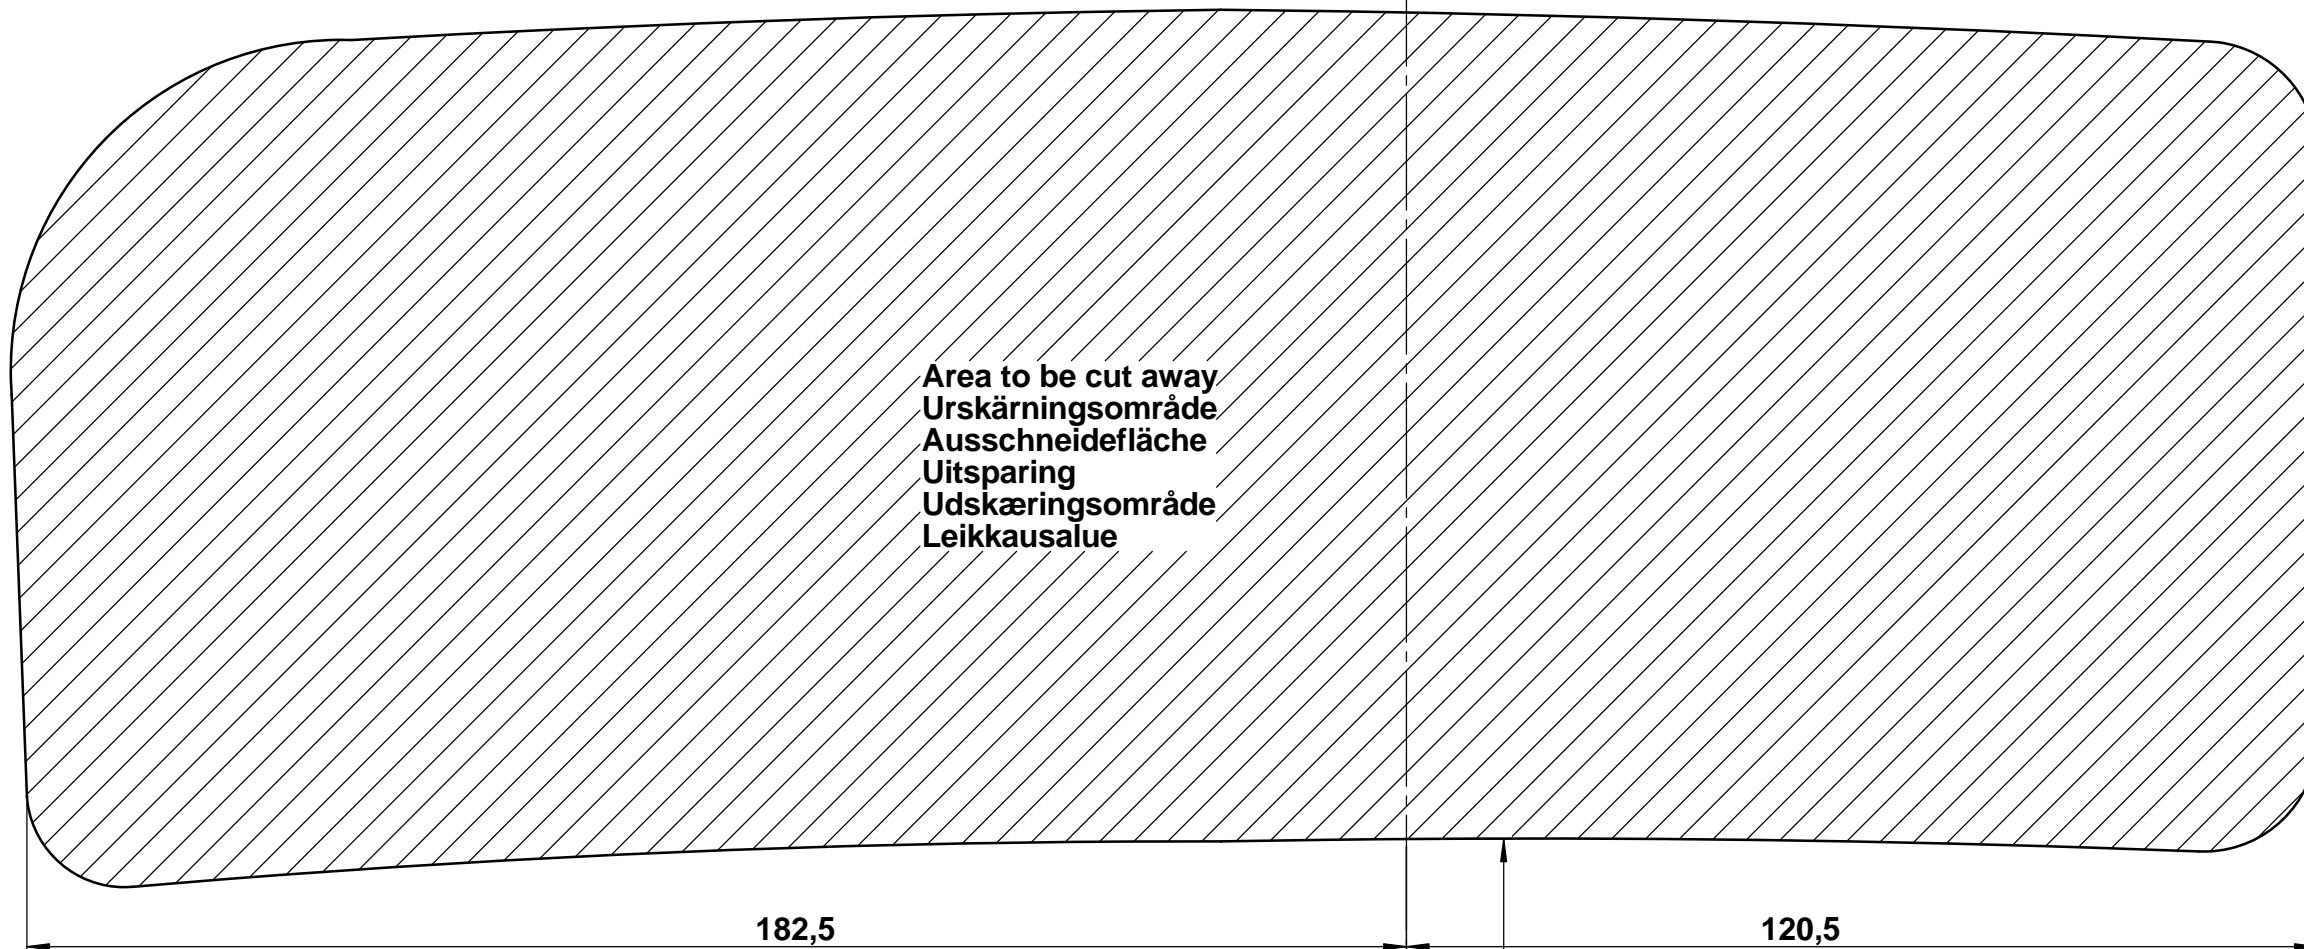 Area to be cut away
Urskärningsområde
Ausschneidefläche
Uitsparing
Udskæringsområde
Leikkausalue
182,5
120,5